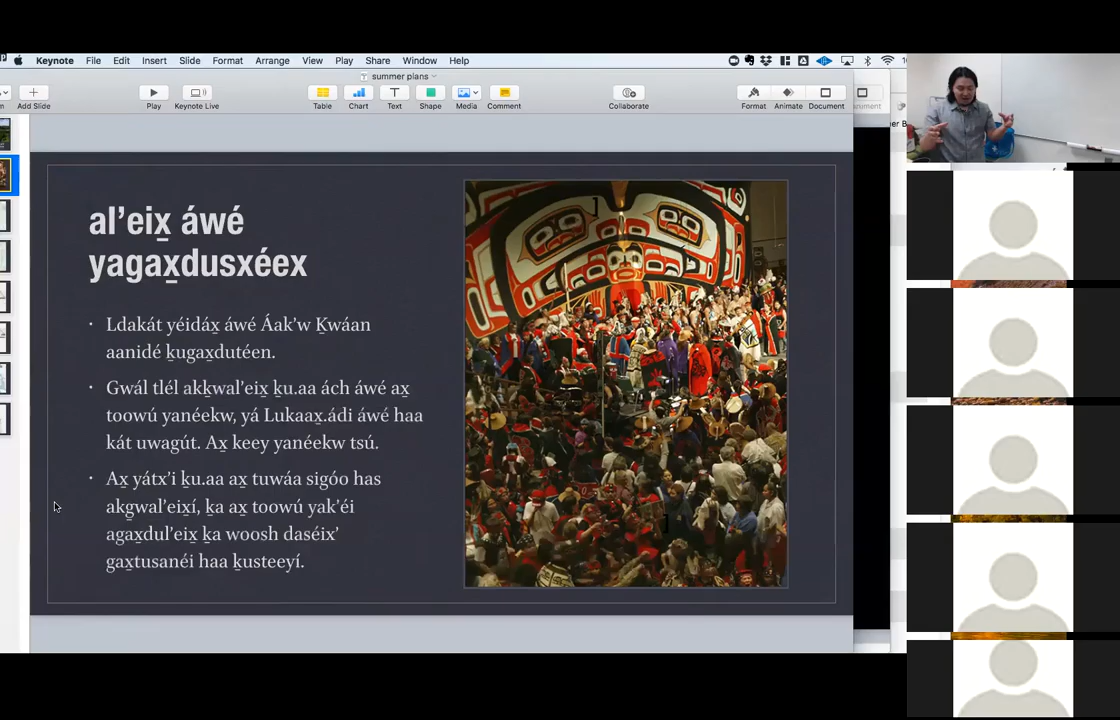 Keynote File Edit Insert Slide Format Arrange View Play Share Window Help
summer plans
Add Slide Play Keynote Live Table Chart Text Shape Media Comment Collaborate Format Animate Document
al’eix̱ áwé
yagax̱dusxéex
• Ldakát yéidáx̱ áwé Áak’w Ḵwáan
aanidé ḵugax̱dutéen.
• Gwál tlél akḵwal’eix̱ ḵu.aa ách áwé ax̱
toowú yanéekw, yá Lukaax̱.ádi áwé haa
kát uwagút. Ax̱ keey yanéekw tsú.
• Ax̱ yátx’i ḵu.aa ax̱ tuwáa sigóo has
akg̱wal’eix̱í, ḵa ax̱ toowú yak’éi
agax̱dul’eix̱ ḵa woosh daséix’
gax̱tusanéi haa ḵusteeyí.